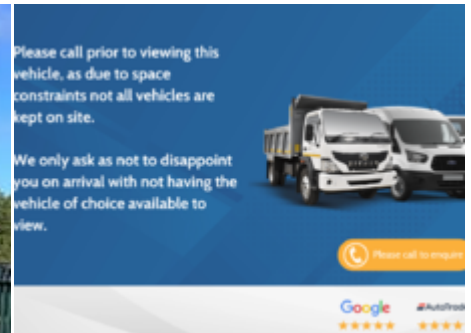 Please call prior to viewing this
vehicle, as due to space
constraints not all vehicles are
kept on site.
We only ask as not to disappoint
you on arrival with not having the
vehicle of choice available to
view.
Please call to enquire
Google
AutoTrade